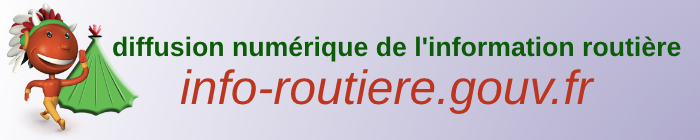 diffusion numérique de l'information routière
info-routiere.gouv.fr